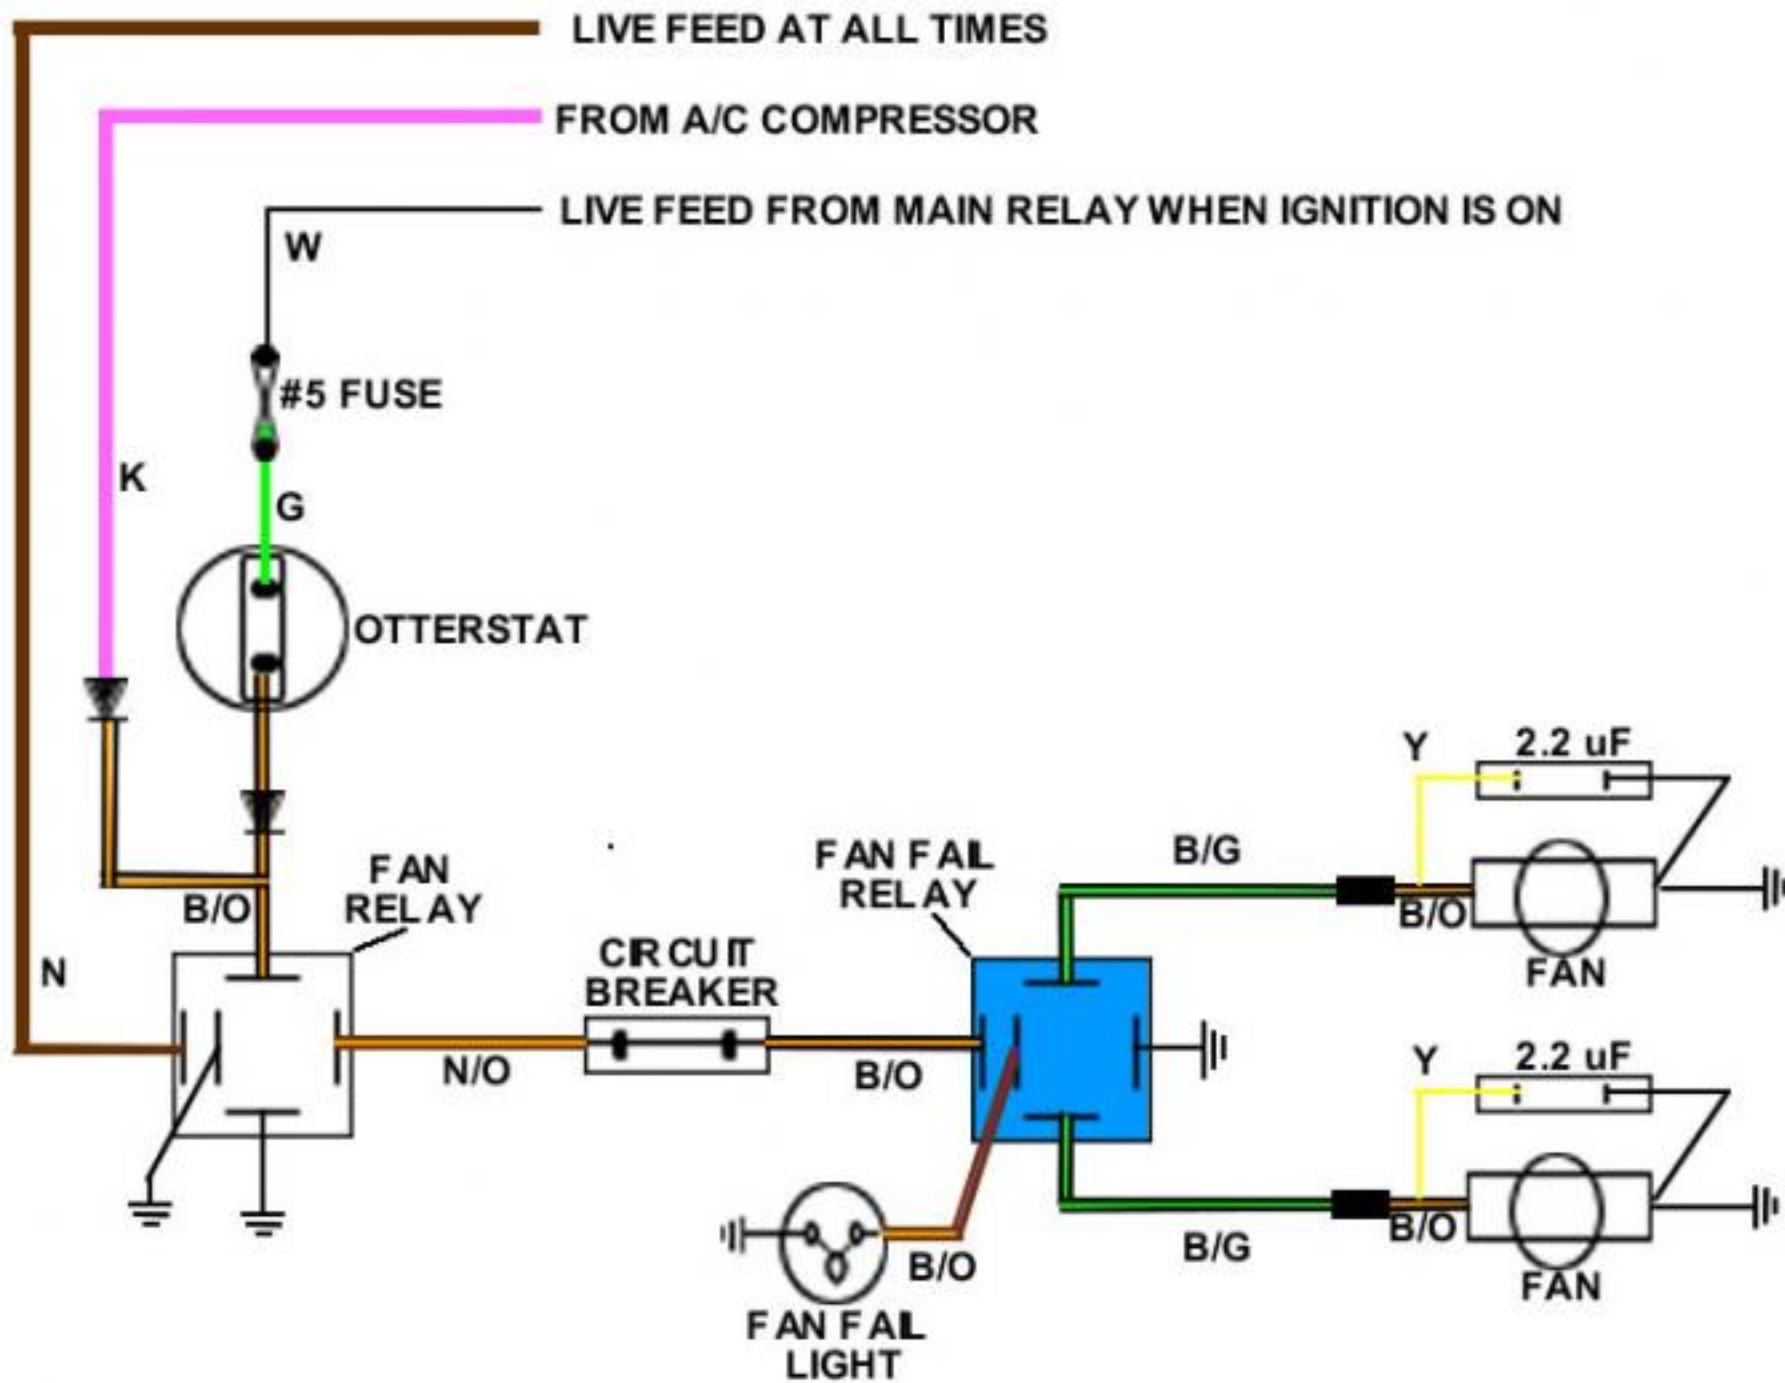 LIVE FEED AT ALL TIMES
FROM A/C COMPRESSOR
LIVE FEED FROM MAIN RELAY WHEN IGNITION IS ON
W
#5 FUSE
K
G
OTTERSTAT
Y
2.2 uF
FAN
RELAY
FAN FAIL
RELAY
B/G
B/O
B/O
FAN
N
CIRCUIT
BREAKER
N/O
B/O
Y
2.2 uF
B/O
B/G
B/O
FAN
FAN FAIL
LIGHT